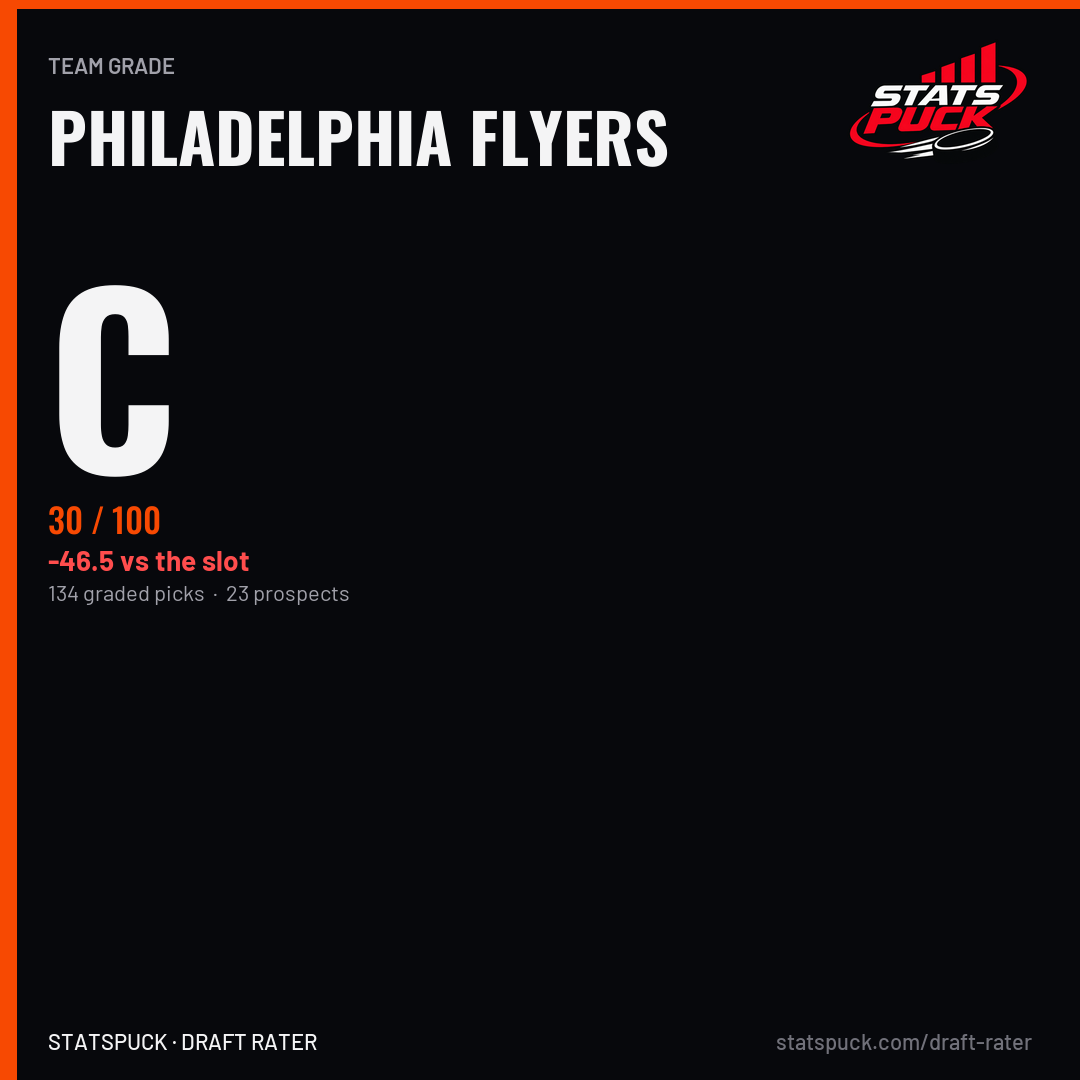 TEAM GRADE
PHILADELPHIA FLYERS
STATS
PUCK
C
30 / 100
-46.5 vs the slot
134 graded picks · 23 prospects
STATSPUCK · DRAFT RATER
statspuck.com/draft-rater